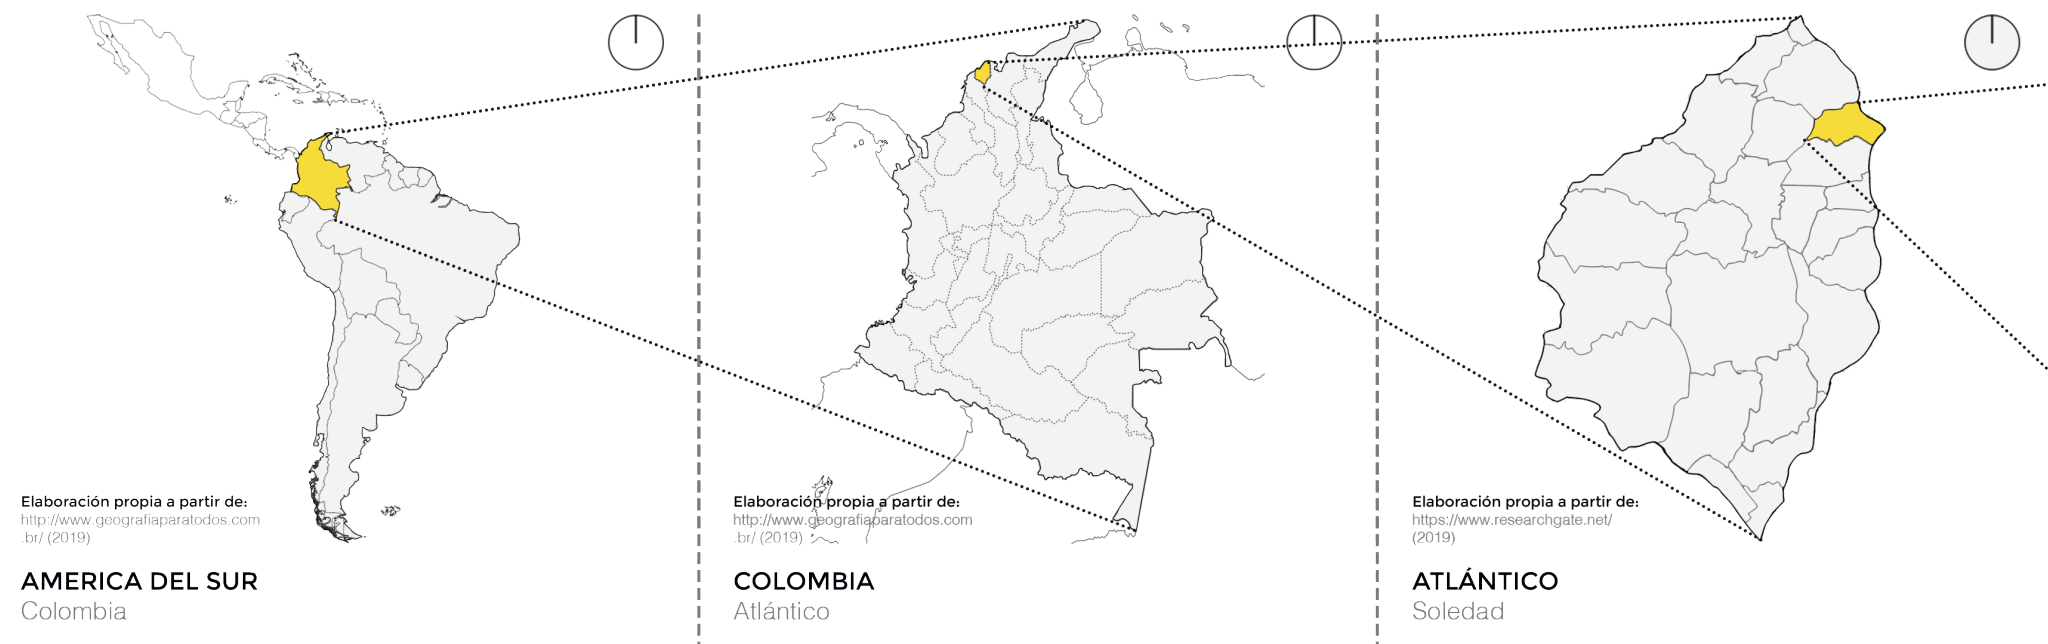 Elaboración propia a partir de:
http://www.geografiaparatodos.com
.br/ (2019)
AMERICA DEL SUR
Colombia
Elaboración propia a partir de:
http://www.geografiaparatodos.com
.br/ (2019)
COLOMBIA
Atlántico
Elaboración propia a partir de:
https://www.researchgate.net/
(2019)
ATLÁNTICO
Soledad